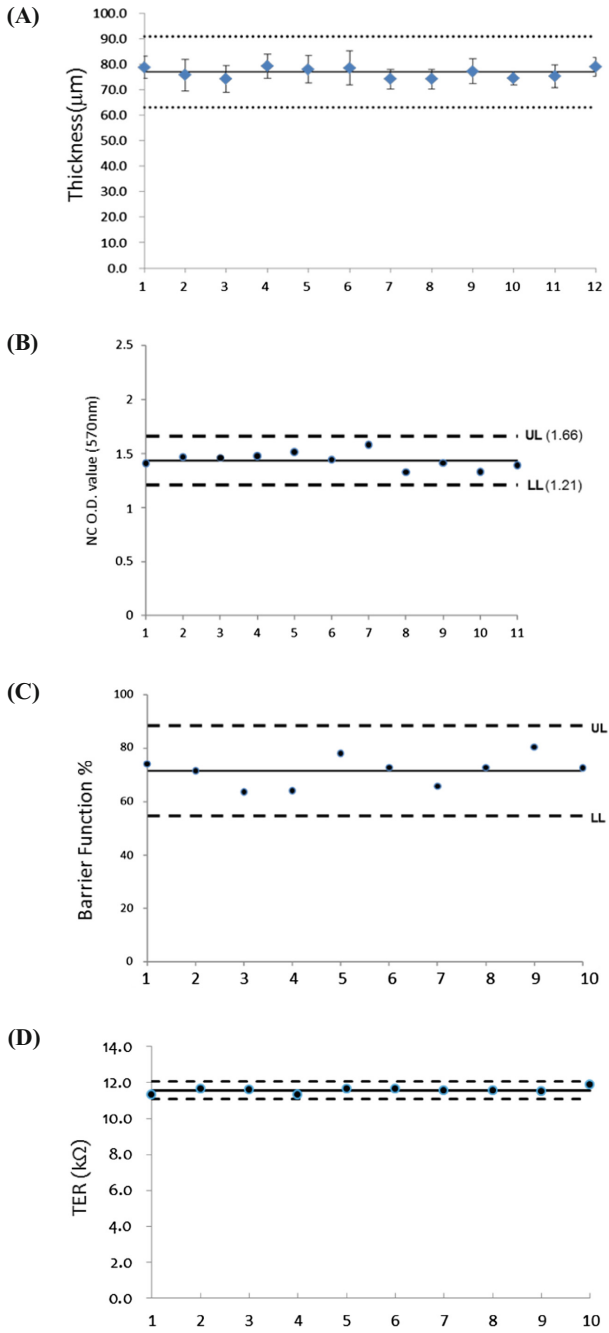 (A)
Thickness(μm)
100.0
90.0
80.0
70.0
60.0
50.0
40.0
30.0
20.0
10.0
0.0
1 2 3 4 5 6 7 8 9 10 11 12
(B)
NC O.D. value (570nm)
2.5
2
1.5
1
0.5
0
UL (1.66)
LL (1.21)
1 2 3 4 5 6 7 8 9 10 11
(C)
Barrier Function %
100
80
60
40
20
0
UL
LL
1 2 3 4 5 6 7 8 9 10
(D)
TER (kΩ)
14.0
12.0
10.0
8.0
6.0
4.0
2.0
0.0
1 2 3 4 5 6 7 8 9 10